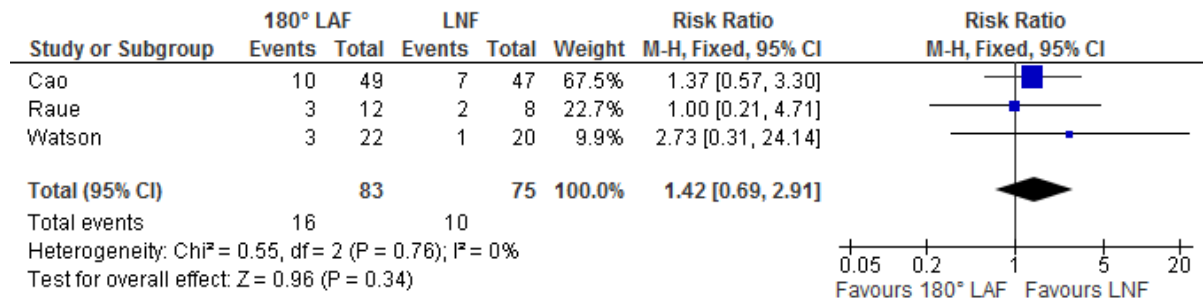 180° LAF LNF Risk Ratio Risk Ratio
Study or Subgroup Events Total Events Total Weight M-H, Fixed, 95% CI M-H, Fixed, 95% CI
Cao 10 49 7 47 67.5% 1.37 [0.57, 3.30]
Raue 3 12 2 8 22.7% 1.00 [0.21, 4.71]
Watson 3 22 1 20 9.9% 2.73 [0.31, 24.14]
Total (95% CI) 83 75 100.0% 1.42 [0.69, 2.91]
Total events 16 10
Heterogeneity: Chi² = 0.55, df = 2 (P = 0.76); I² = 0%
Test for overall effect: Z = 0.96 (P = 0.34)
0.05 0.2 1 5 20
Favours 180° LAF Favours LNF